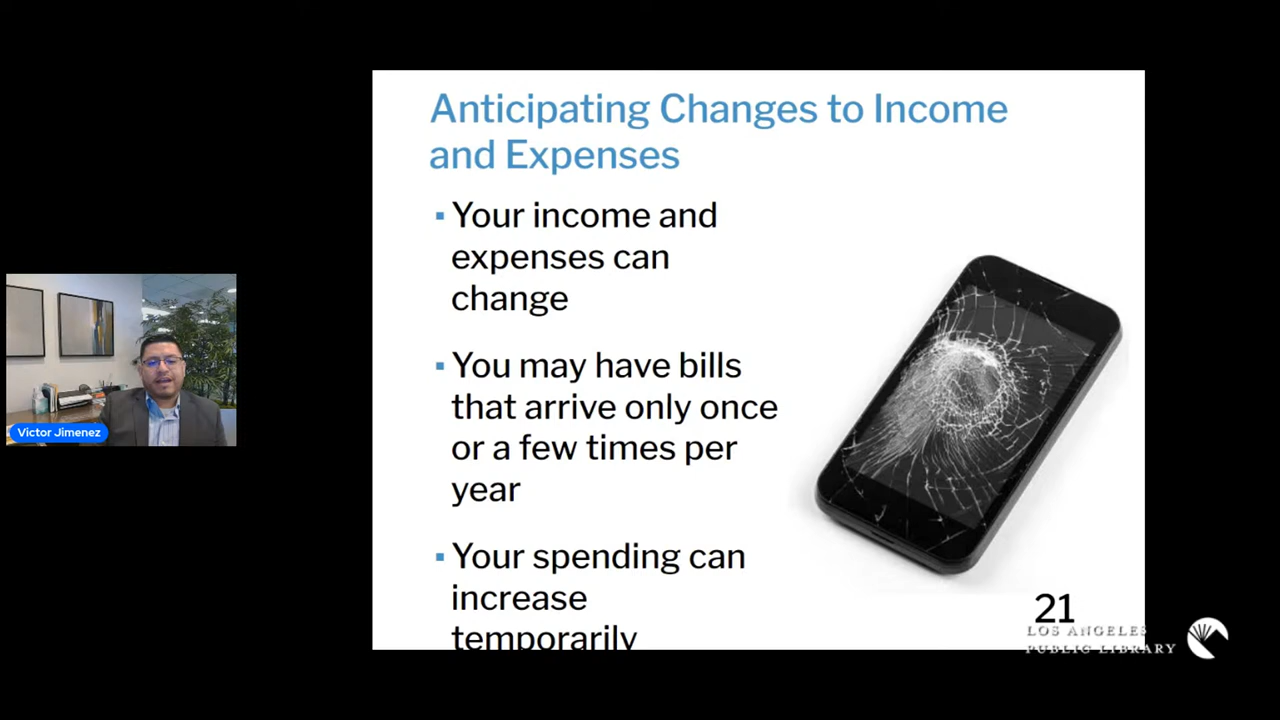 Anticipating Changes to Income
and Expenses
▪ Your income and
expenses can
change
▪ You may have bills
that arrive only once
or a few times per
year
▪ Your spending can
increase
temporarily
21
LOS ANGELES
PUBLIC LIBRARY
Victor Jimenez